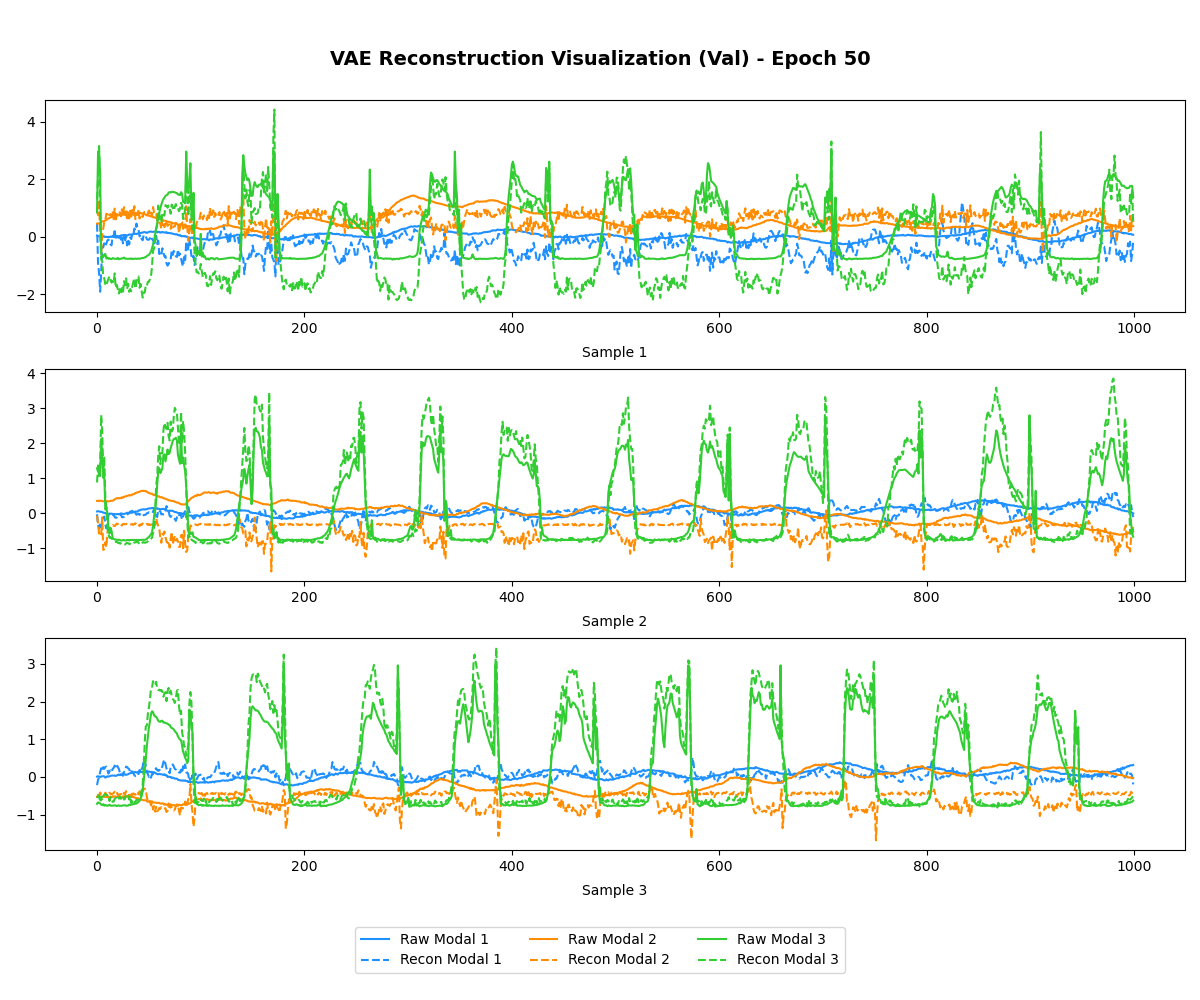 VAE Reconstruction Visualization (Val) - Epoch 50
4
2
0
−2
0 200 400 600 800 1000
Sample 1
4
3
2
1
0
−1
0 200 400 600 800 1000
Sample 2
3
2
1
0
−1
0 200 400 600 800 1000
Sample 3
Raw Modal 1 Raw Modal 2 Raw Modal 3
Recon Modal 1 Recon Modal 2 Recon Modal 3